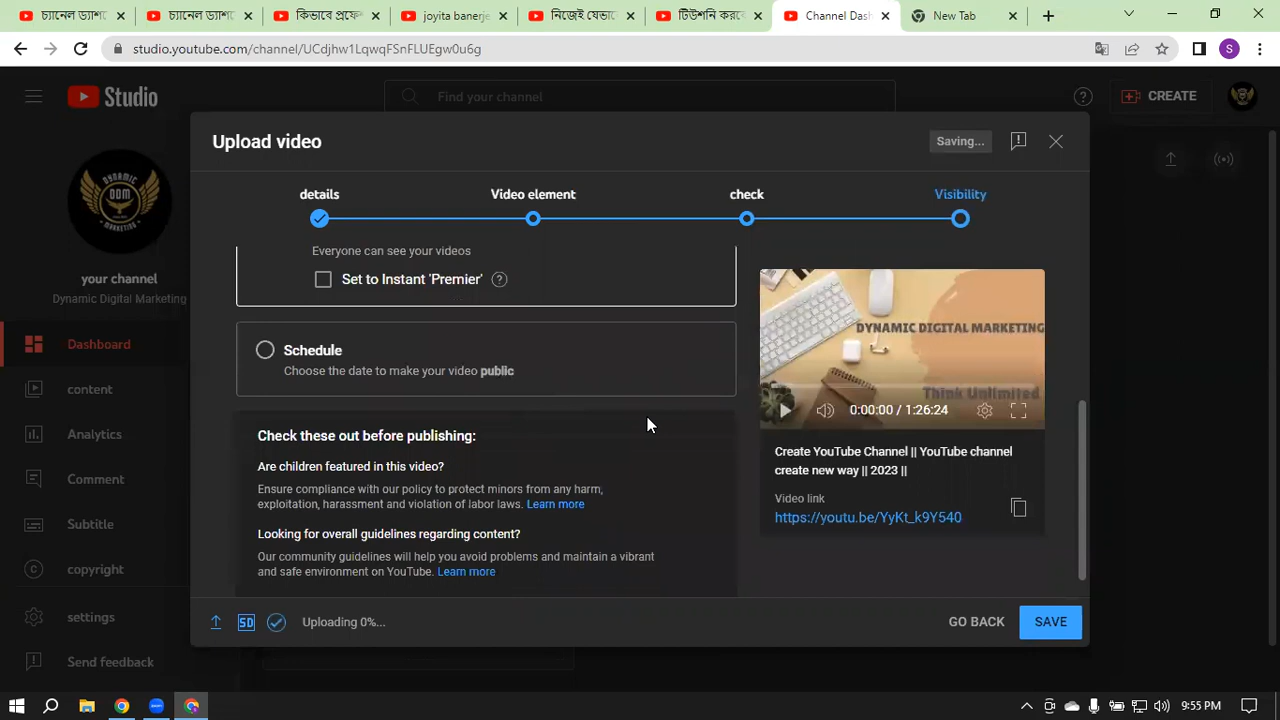 চ্যানেল ড্যাশ
চ্যানেল ড্যাশ
কিভাবে প্রফে
joyita banerje
নিজেই যেভাবে
টিউশনি করবে
Channel Dash
New Tab
studio.youtube.com/channel/UCdjhw1LqwqFSnFLUEgw0u6g
S
Studio
Find your channel
CREATE
Upload video
Saving...
details
Video element
check
Visibility
DYNAMIC
DDM
MARKETING
your channel
Dynamic Digital Marketing
Dashboard
content
Analytics
Comment
Subtitle
copyright
settings
Send feedback
Everyone can see your videos
Set to Instant 'Premier'
Schedule
Choose the date to make your video public
Check these out before publishing:
Are children featured in this video?
Ensure compliance with our policy to protect minors from any harm,
exploitation, harassment and violation of labor laws. Learn more
Looking for overall guidelines regarding content?
Our community guidelines will help you avoid problems and maintain a vibrant
and safe environment on YouTube. Learn more
DYNAMIC DIGITAL MARKETING
Think Unlimited
0:00:00 / 1:26:24
Create YouTube Channel || YouTube channel
create new way || 2023 ||
Video link
https://youtu.be/YyKt_k9Y540
SD
Uploading 0%...
GO BACK
SAVE
9:55 PM